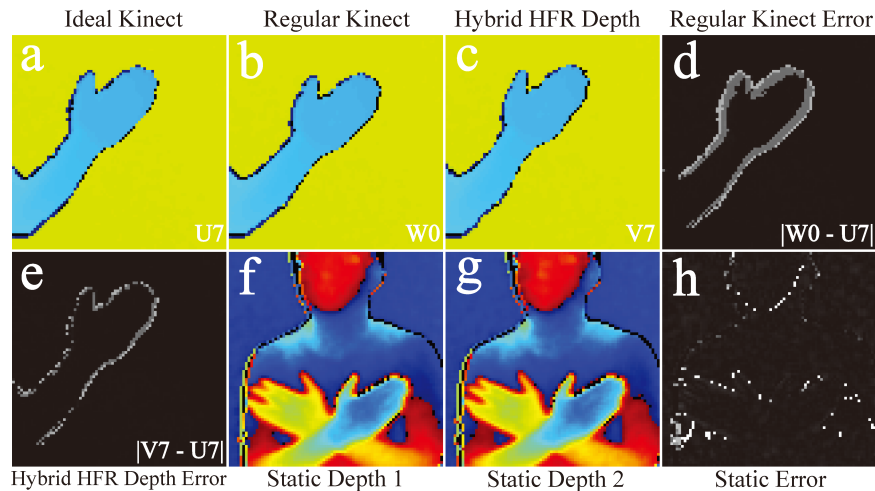 Ideal Kinect
Regular Kinect
Hybrid HFR Depth
Regular Kinect Error
a
b
c
d
U7
W0
V7
|W0 - U7|
e
f
g
h
|V7 - U7|
Hybrid HFR Depth Error
Static Depth 1
Static Depth 2
Static Error